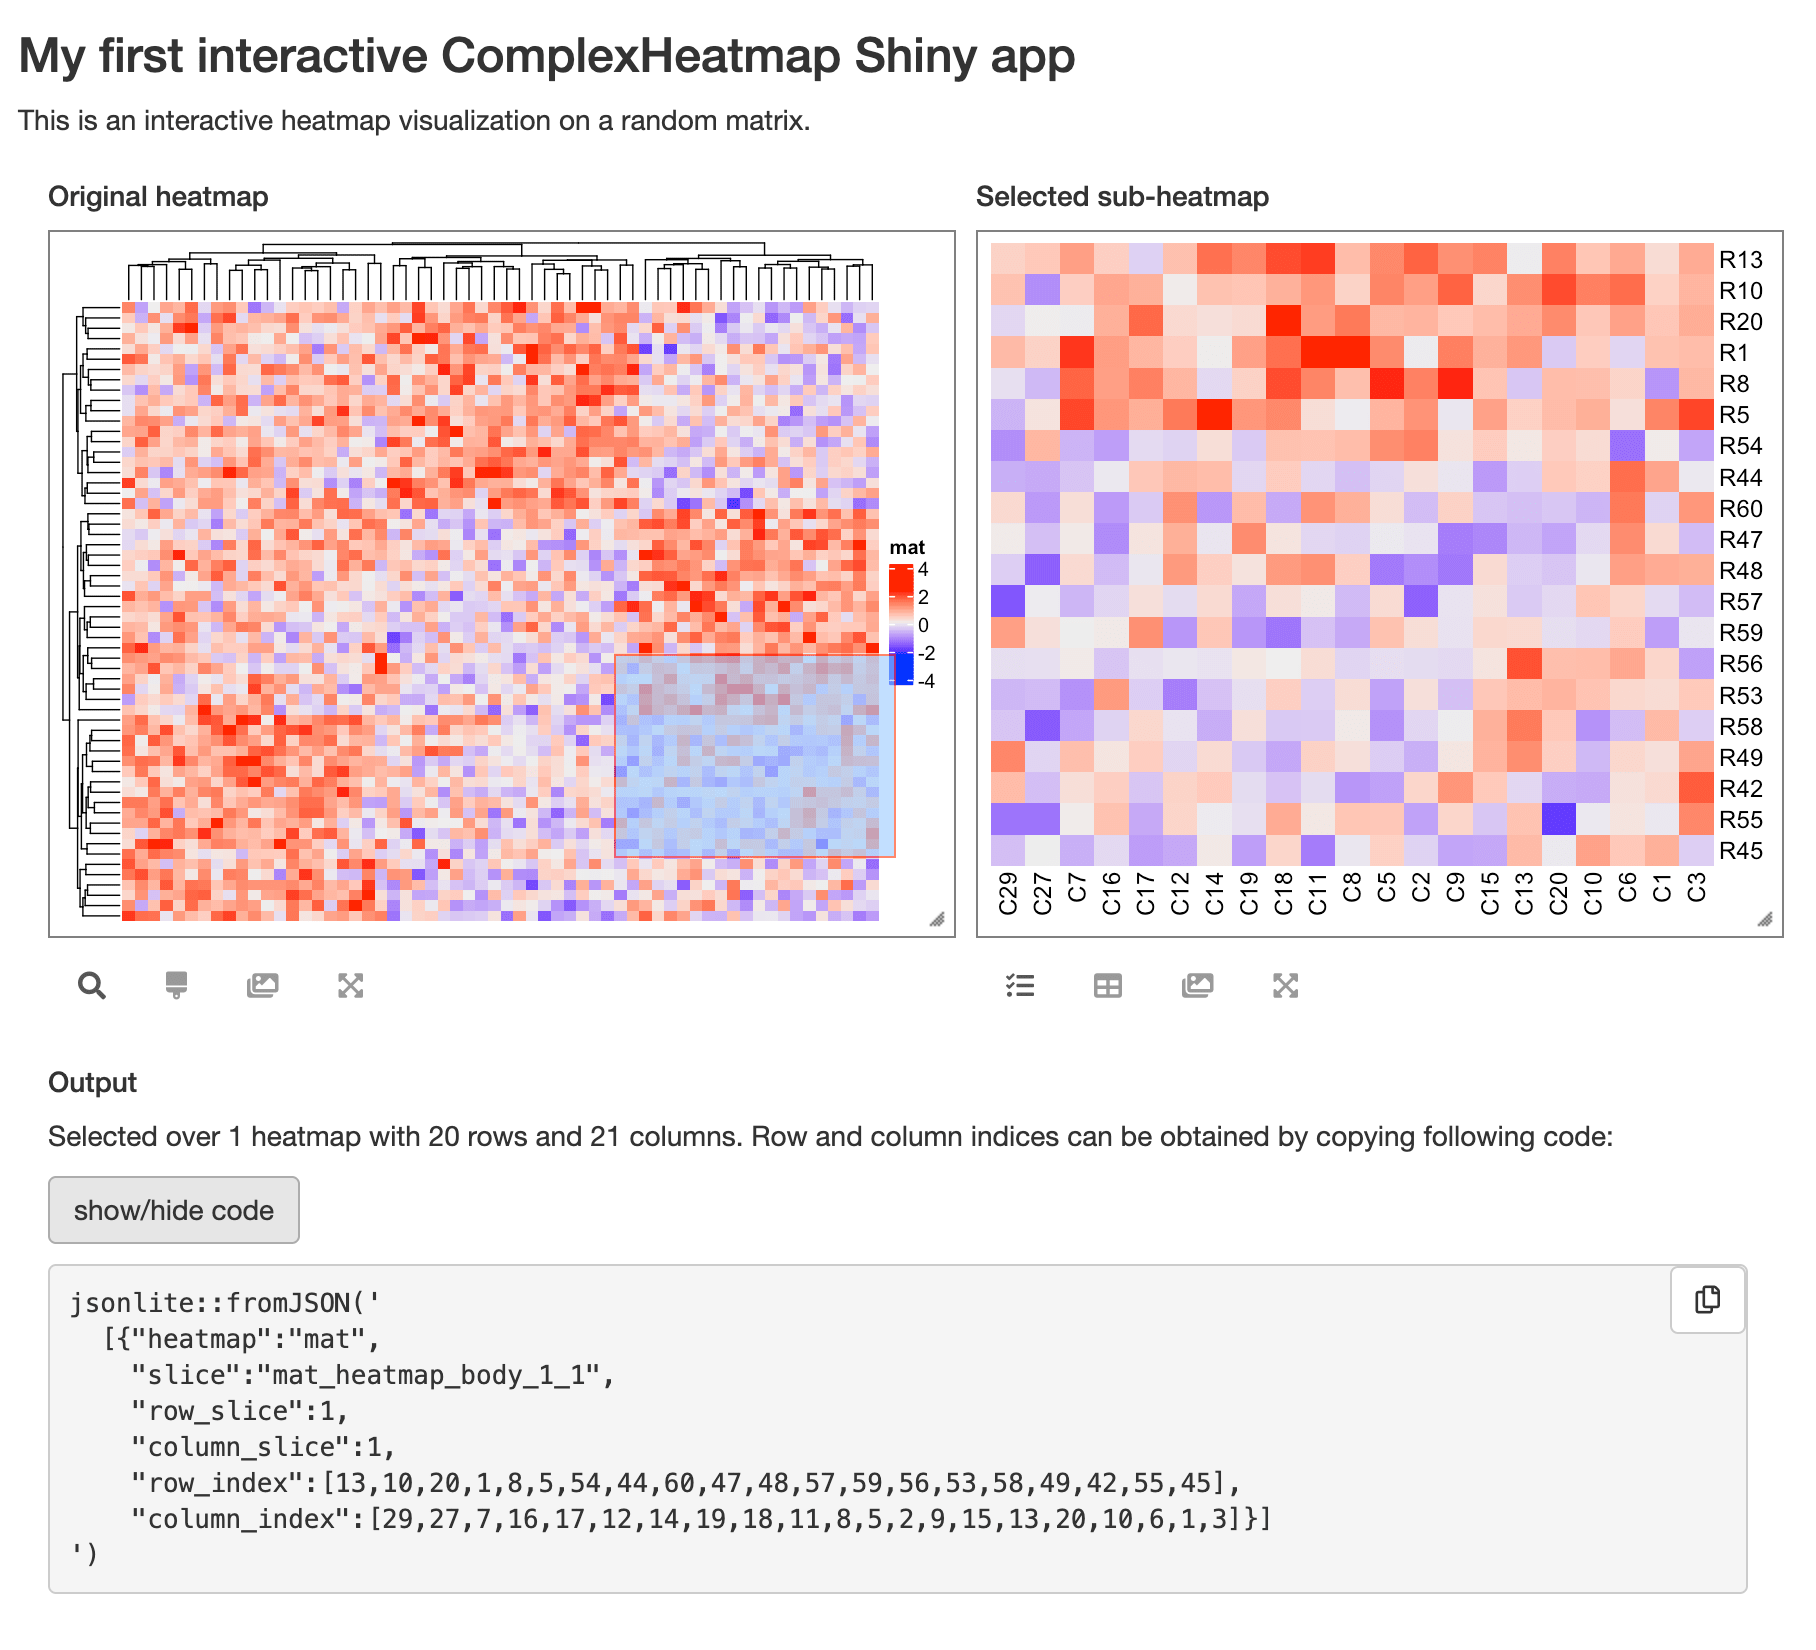 My first interactive ComplexHeatmap Shiny app
This is an interactive heatmap visualization on a random matrix.
Original heatmap
mat
4
2
0
-2
-4
Selected sub-heatmap
R13
R10
R20
R1
R8
R5
R54
R44
R60
R47
R48
R57
R59
R56
R53
R58
R49
R42
R55
R45
C29 C27 C7 C16 C17 C12 C14 C19 C18 C11 C8 C5 C2 C9 C15 C13 C20 C10 C6 C1 C3
Output
Selected over 1 heatmap with 20 rows and 21 columns. Row and column indices can be obtained by copying following code:
show/hide code
jsonlite::fromJSON('
  [{"heatmap":"mat",
    "slice":"mat_heatmap_body_1_1",
    "row_slice":1,
    "column_slice":1,
    "row_index":[13,10,20,1,8,5,54,44,60,47,48,57,59,56,53,58,49,42,55,45],
    "column_index":[29,27,7,16,17,12,14,19,18,11,8,5,2,9,15,13,20,10,6,1,3]}]
')